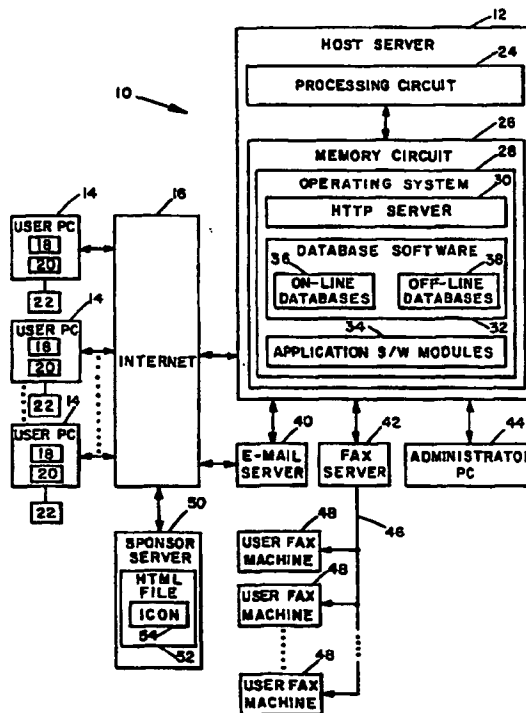 12
HOST SERVER
24
PROCESSING CIRCUIT
10
26
MEMORY CIRCUIT
28
OPERATING SYSTEM
30
HTTP SERVER
DATABASE SOFTWARE
36
38
ON-LINE
DATABASES
OFF-LINE
DATABASES
34
32
APPLICATION S/W MODULES
14
USER PC
18
20
22
14
USER PC
18
20
22
14
USER PC
18
20
22
16
INTERNET
40
E-MAIL
SERVER
42
FAX
SERVER
44
ADMINISTRATOR
PC
46
50
SPONSOR
SERVER
HTML
FILE
ICON
54
52
48
USER FAX
MACHINE
48
USER FAX
MACHINE
48
USER FAX
MACHINE